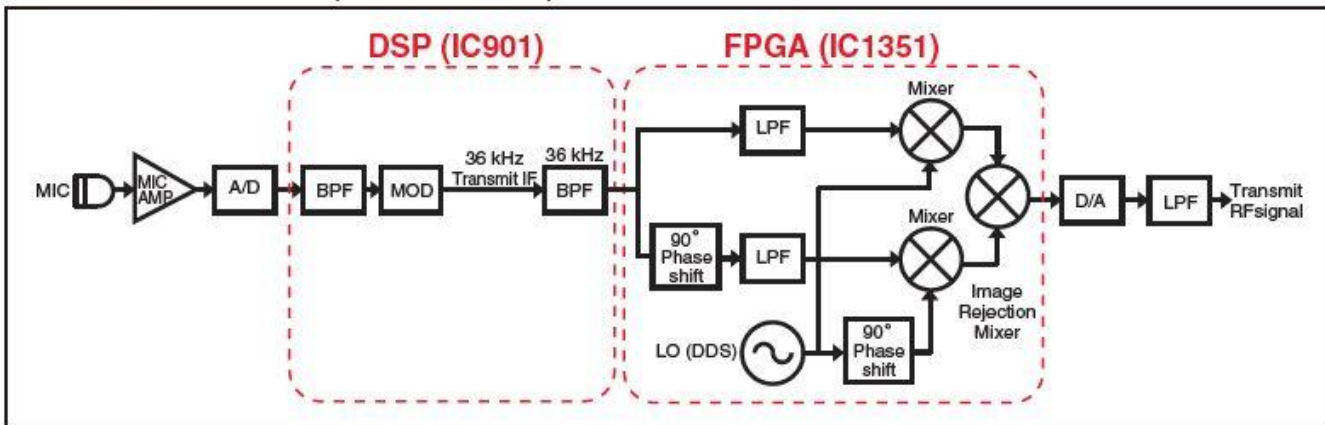 DSP (IC901)
FPGA (IC1351)
MIC
MIC
AMP
A/D
BPF
MOD
36 kHz
Transmit IF
36 kHz
BPF
LPF
Mixer
90°
Phase
shift
LPF
Mixer
LO (DDS)
90°
Phase
shift
Image
Rejection
Mixer
D/A
LPF
Transmit
RFsignal